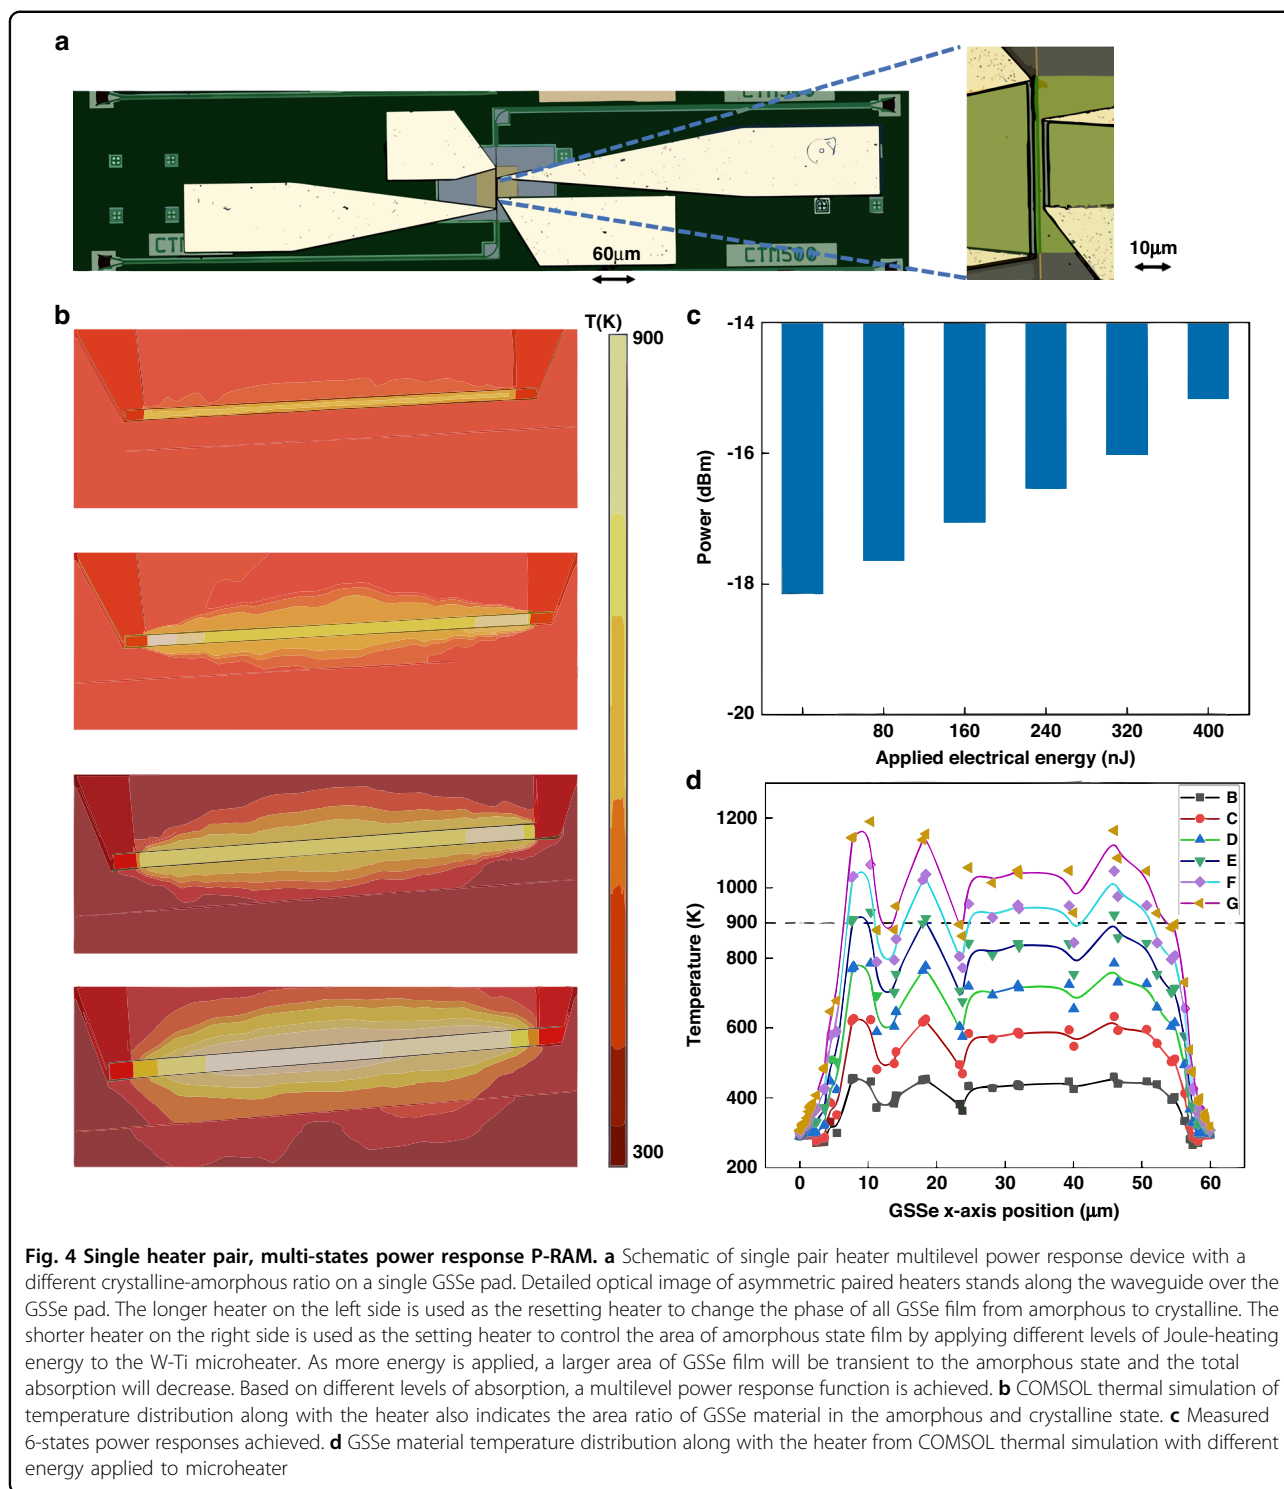 a
CTM500
CTM500
CT
60μm
10μm
b
T(K)
900
300
c
-14
-16
-18
-20
Power (dBm)
80 160 240 320 400
Applied electrical energy (nJ)
d
1200
1000
900
800
600
400
200
Temperature (K)
B
C
D
E
F
G
0 10 20 30 40 50 60
GSSe x-axis position (μm)
Fig. 4 Single heater pair, multi-states power response P-RAM. a Schematic of single pair heater multilevel power response device with a
different crystalline-amorphous ratio on a single GSSe pad. Detailed optical image of asymmetric paired heaters stands along the waveguide over the
GSSe pad. The longer heater on the left side is used as the resetting heater to change the phase of all GSSe film from amorphous to crystalline. The
shorter heater on the right side is used as the setting heater to control the area of amorphous state film by applying different levels of Joule-heating
energy to the W-Ti microheater. As more energy is applied, a larger area of GSSe film will be transient to the amorphous state and the total
absorption will decrease. Based on different levels of absorption, a multilevel power response function is achieved. b COMSOL thermal simulation of
temperature distribution along with the heater also indicates the area ratio of GSSe material in the amorphous and crystalline state. c Measured
6-states power responses achieved. d GSSe material temperature distribution along with the heater from COMSOL thermal simulation with different
energy applied to microheater